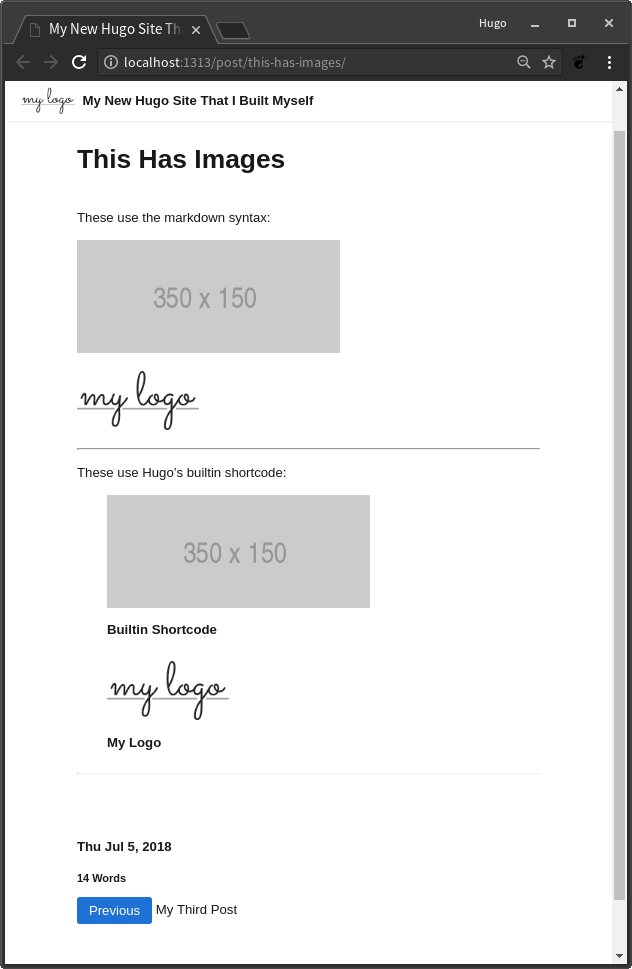 My New Hugo Site Th
Hugo
localhost:1313/post/this-has-images/
my logo My New Hugo Site That I Built Myself
This Has Images
These use the markdown syntax:
350 x 150
my logo
These use Hugo’s builtin shortcode:
350 x 150
Builtin Shortcode
my logo
My Logo
Thu Jul 5, 2018
14 Words
Previous My Third Post